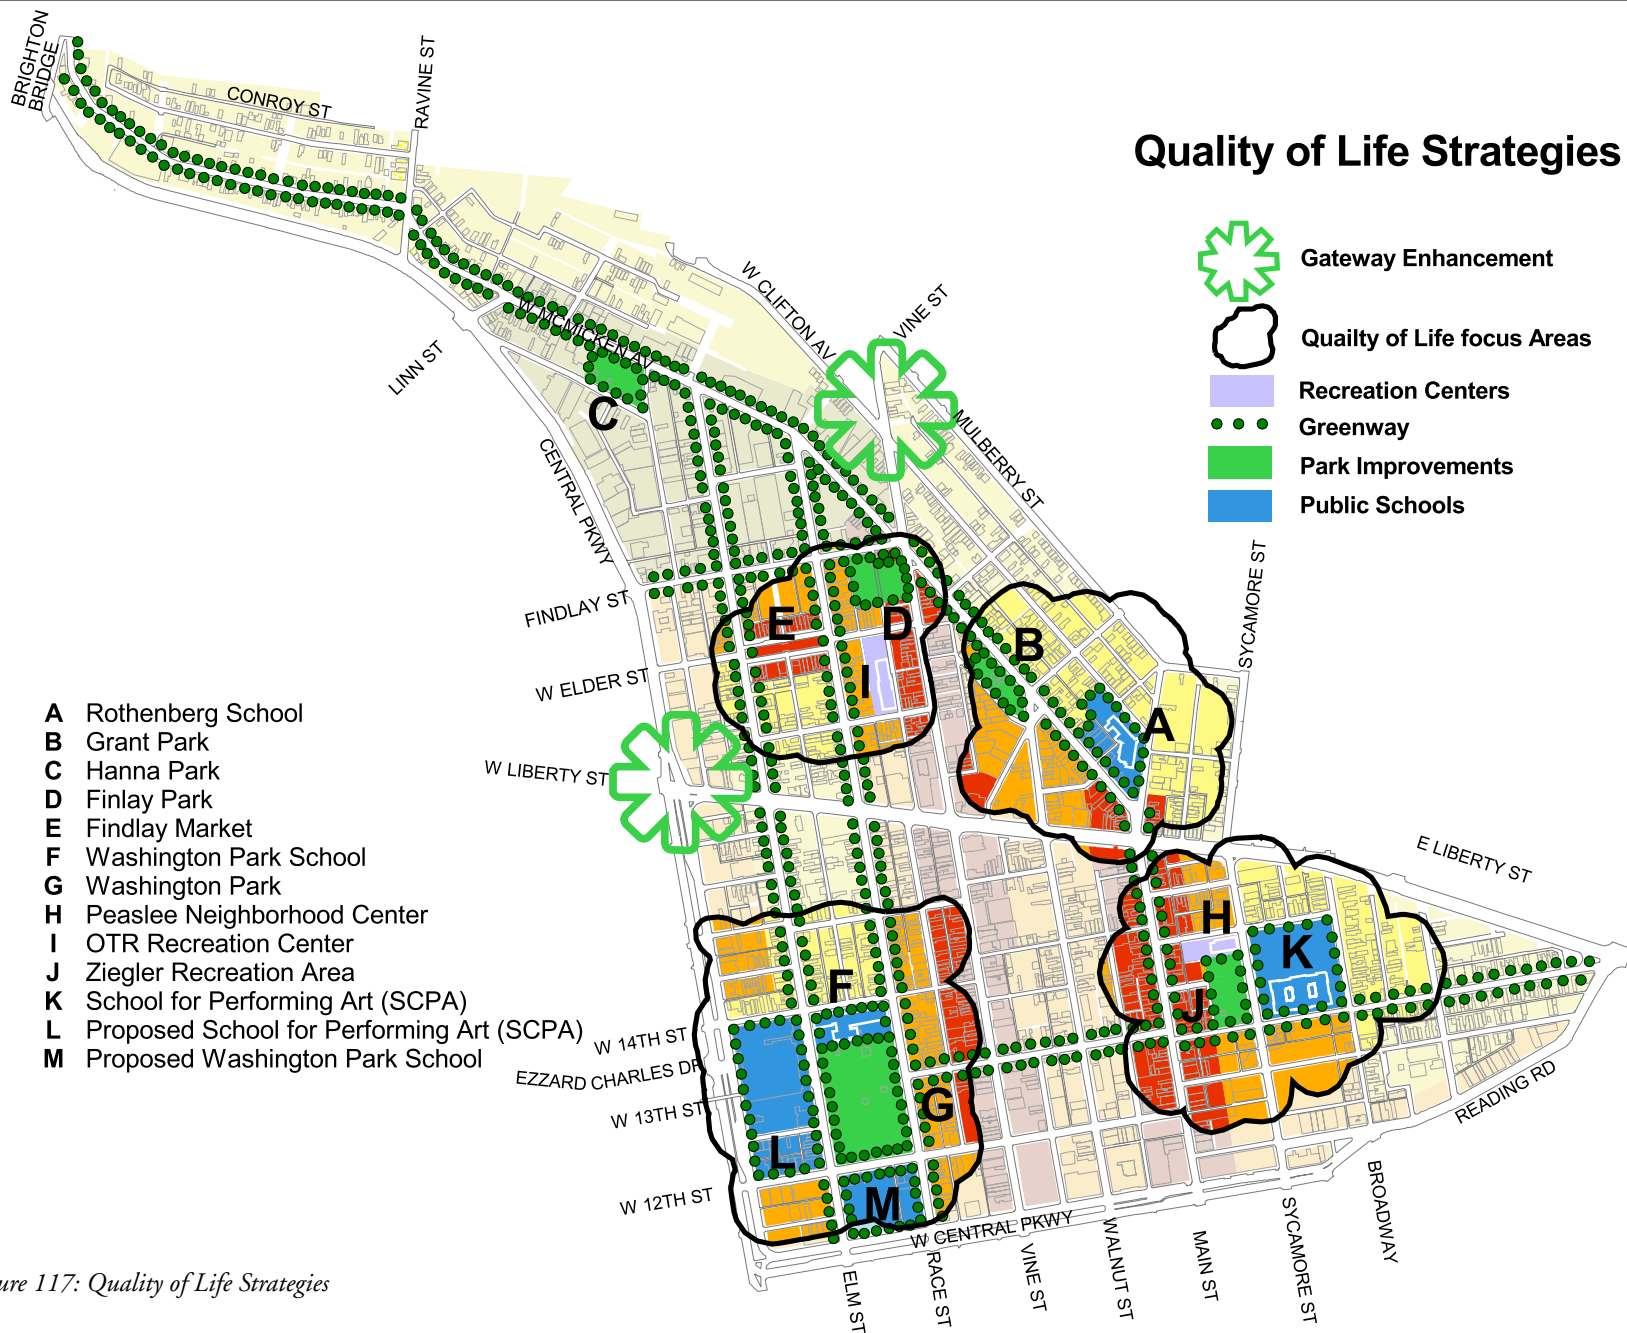 BRIGHTON
BRIDGE
CONROY ST
RAVINE ST
Quality of Life Strategies
Gateway Enhancement
Quailty of Life focus Areas
Recreation Centers
Greenway
Park Improvements
Public Schools
W CLIFTON AV
VINE ST
W MCMICKEN AV
LINN ST
C
MULBERRY ST
CENTRAL PKWY
SYCAMORE ST
FINDLAY ST
E
D
B
I
A
W ELDER ST
W LIBERTY ST
A Rothenberg School
B Grant Park
C Hanna Park
D Finlay Park
E Findlay Market
F Washington Park School
G Washington Park
H Peaslee Neighborhood Center
I OTR Recreation Center
J Ziegler Recreation Area
K School for Performing Art (SCPA)
L Proposed School for Performing Art (SCPA)
M Proposed Washington Park School
E LIBERTY ST
H
K
F
J
W 14TH ST
EZZARD CHARLES DR
W 13TH ST
G
READING RD
L
W 12TH ST
M
W CENTRAL PKWY
BROADWAY
ELM ST
RACE ST
VINE ST
WALNUT ST
MAIN ST
SYCAMORE ST
ure 117: Quality of Life Strategies